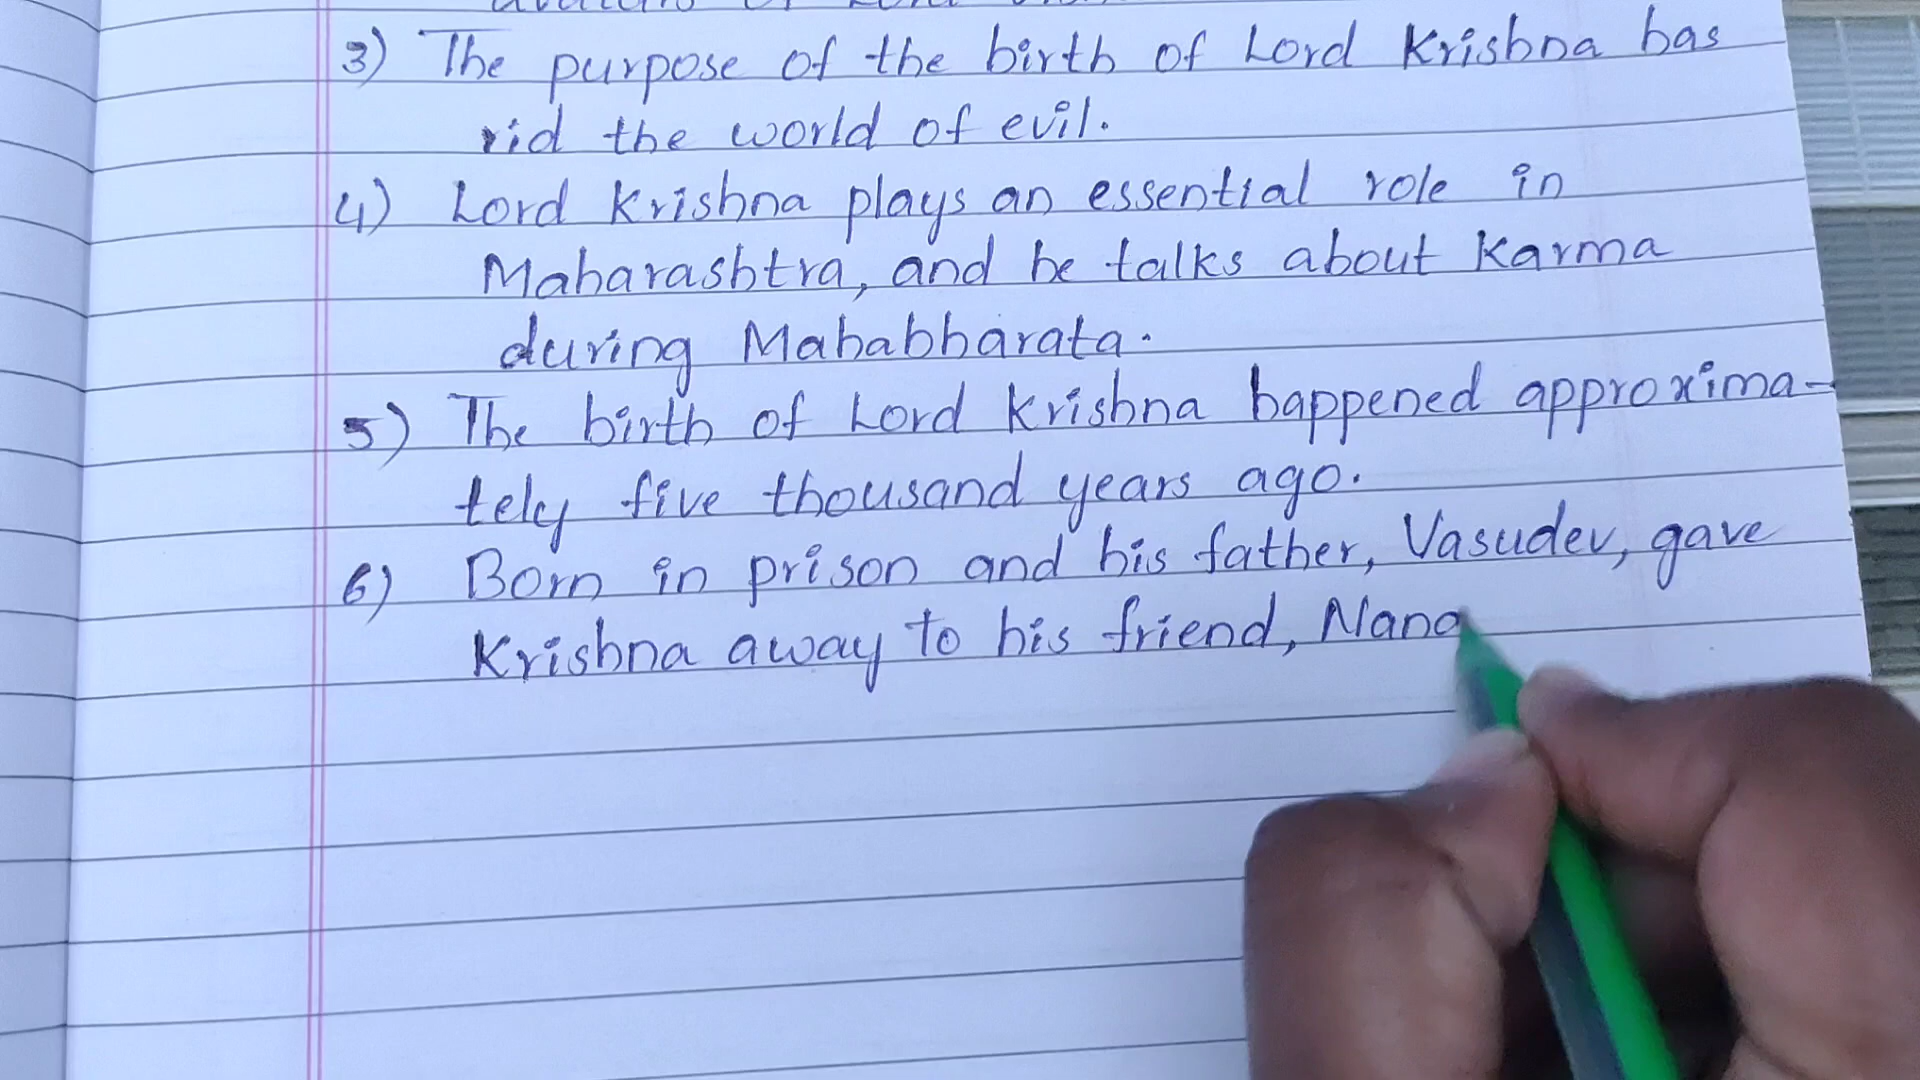 of Lord
3) The purpose of the birth of Lord Krishna has
rid the world of evil.
4) Lord Krishna plays an essential role in
Maharashtra, and he talks about Karma
during Mahabharata.
5) The birth of Lord Krishna happened approxima-
tely five thousand years ago.
6) Born in prison and his father, Vasudev, gave
Krishna away to his friend, Nand